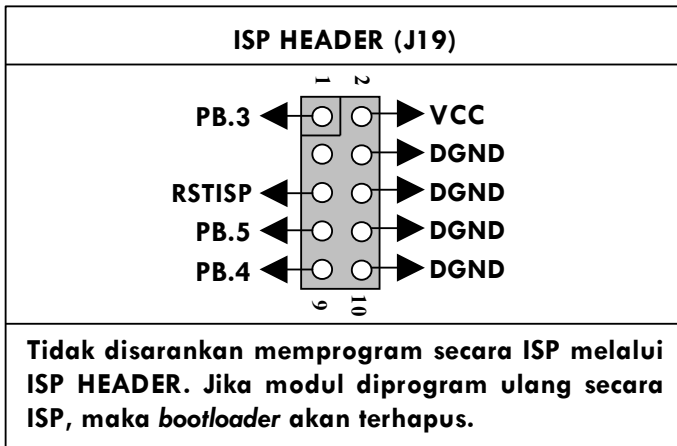 ISP HEADER (J19)
1 2
PB.3 VCC
DGND
RSTISP DGND
PB.5 DGND
PB.4 DGND
9 10
Tidak disarankan memprogram secara ISP melalui
ISP HEADER. Jika modul diprogram ulang secara
ISP, maka bootloader akan terhapus.